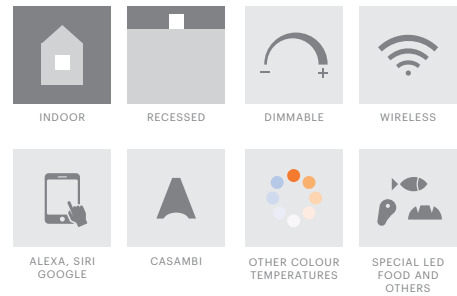 INDOOR
RECESSED
DIMMABLE
WIRELESS
ALEXA, SIRI
GOOGLE
CASAMBI
OTHER COLOUR
TEMPERATURES
SPECIAL LED
FOOD AND
OTHERS